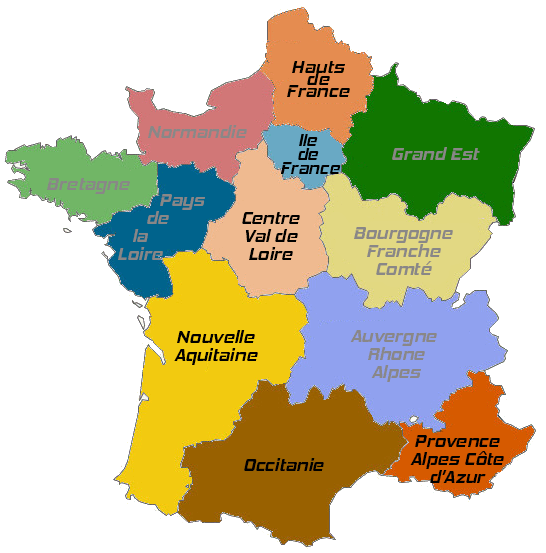 Hauts
de
France
Normandie
Ile
de
France
Grand Est
Bretagne
Pays
de
la
Loire
Centre
Val de
Loire
Bourgogne
Franche
Comté
Nouvelle
Aquitaine
Auvergne
Rhone
Alpes
Occitanie
Provence
Alpes Côte
d'Azur